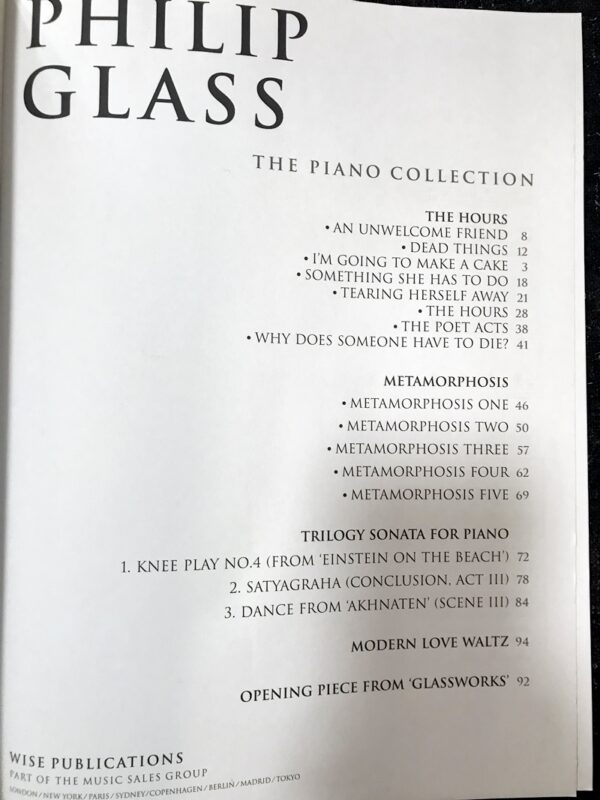 PHILIP
GLASS
THE PIANO COLLECTION
THE HOURS
• AN UNWELCOME FRIEND 8
• DEAD THINGS 12
• I'M GOING TO MAKE A CAKE 3
• SOMETHING SHE HAS TO DO 18
• TEARING HERSELF AWAY 21
• THE HOURS 28
• THE POET ACTS 38
• WHY DOES SOMEONE HAVE TO DIE? 41
METAMORPHOSIS
• METAMORPHOSIS ONE 46
• METAMORPHOSIS TWO 50
• METAMORPHOSIS THREE 57
• METAMORPHOSIS FOUR 62
• METAMORPHOSIS FIVE 69
TRILOGY SONATA FOR PIANO
1. KNEE PLAY NO.4 (FROM 'EINSTEIN ON THE BEACH') 72
2. SATYAGRAHA (CONCLUSION, ACT III) 78
3. DANCE FROM 'AKHNATEN' (SCENE III) 84
MODERN LOVE WALTZ 94
OPENING PIECE FROM 'GLASSWORKS' 92
WISE PUBLICATIONS
PART OF THE MUSIC SALES GROUP
LONDON / NEW YORK / PARIS / SYDNEY / COPENHAGEN / BERLIN / MADRID / TOKYO